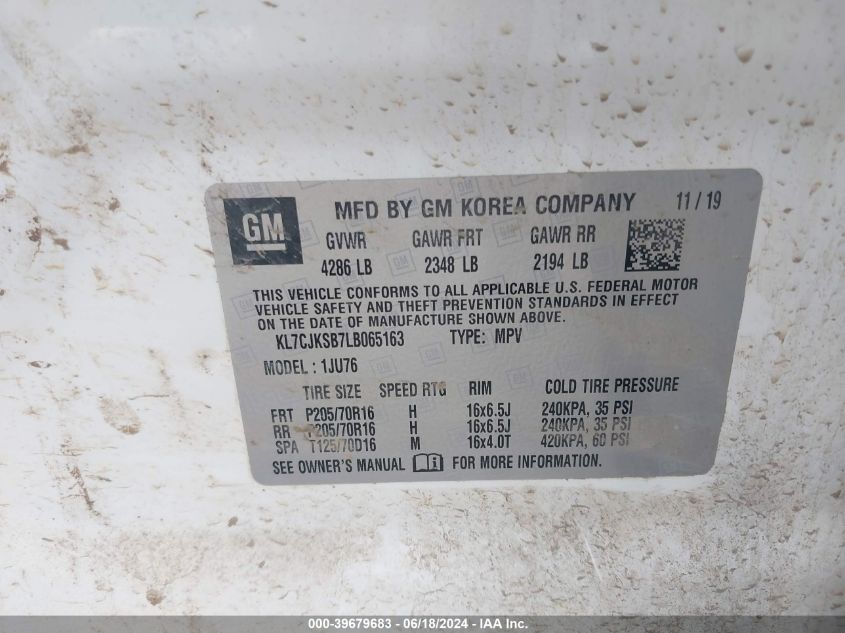 GM
MFD BY GM KOREA COMPANY 11 / 19
GVWR GAWR FRT GAWR RR
4286 LB 2348 LB 2194 LB
THIS VEHICLE CONFORMS TO ALL APPLICABLE U.S. FEDERAL MOTOR
VEHICLE SAFETY AND THEFT PREVENTION STANDARDS IN EFFECT
ON THE DATE OF MANUFACTURE SHOWN ABOVE.
KL7CJKSB7LB065163 TYPE: MPV
MODEL : 1JU76
TIRE SIZE SPEED RTG RIM COLD TIRE PRESSURE
FRT P205/70R16 H 16x6.5J 240KPA, 35 PSI
RR P205/70R16 H 16x6.5J 240KPA, 35 PSI
SPA T125/70D16 M 16x4.0T 420KPA, 60 PSI
SEE OWNER'S MANUAL FOR MORE INFORMATION.
000-39679683 - 06/18/2024 - IAA Inc.